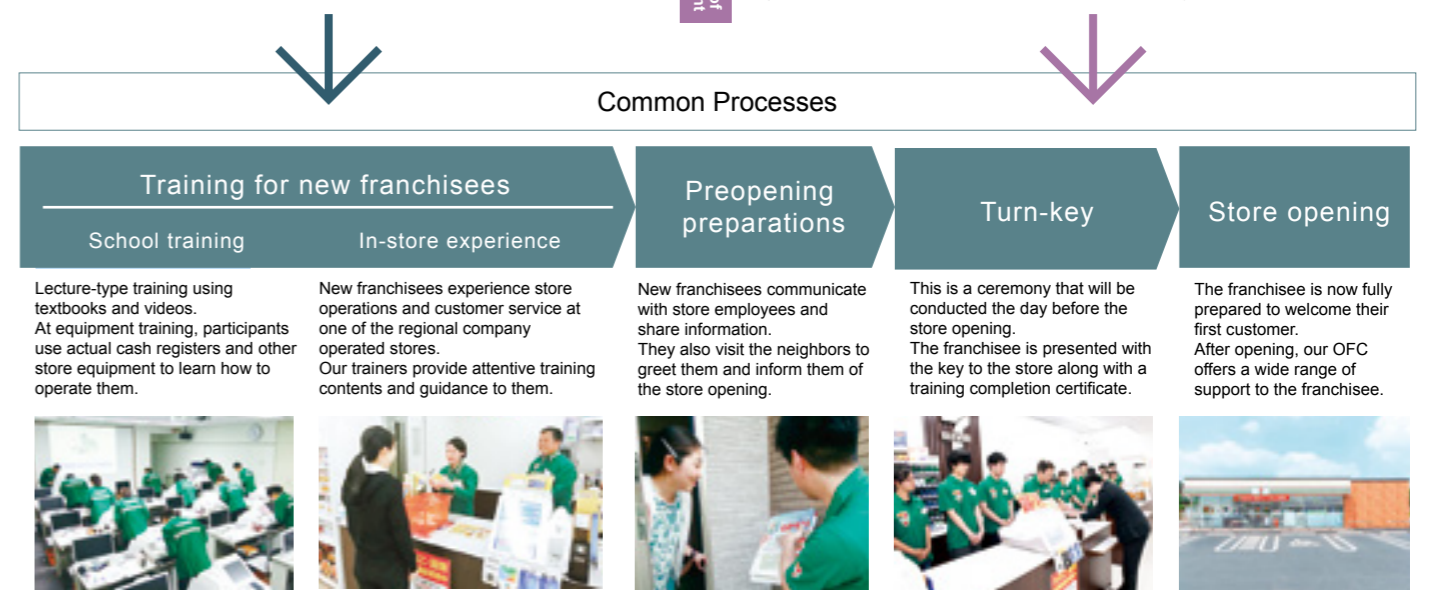 of
nt
Common Processes
Training for new franchisees
School training
In-store experience
Preopening
preparations
Turn-key
Store opening
Lecture-type training using
textbooks and videos.
At equipment training, participants
use actual cash registers and other
store equipment to learn how to
operate them.
New franchisees experience store
operations and customer service at
one of the regional company
operated stores.
Our trainers provide attentive training
contents and guidance to them.
New franchisees communicate
with store employees and
share information.
They also visit the neighbors to
greet them and inform them of
the store opening.
This is a ceremony that will be
conducted the day before the
store opening.
The franchisee is presented with
the key to the store along with a
training completion certificate.
The franchisee is now fully
prepared to welcome their
first customer.
After opening, our OFC
offers a wide range of
support to the franchisee.